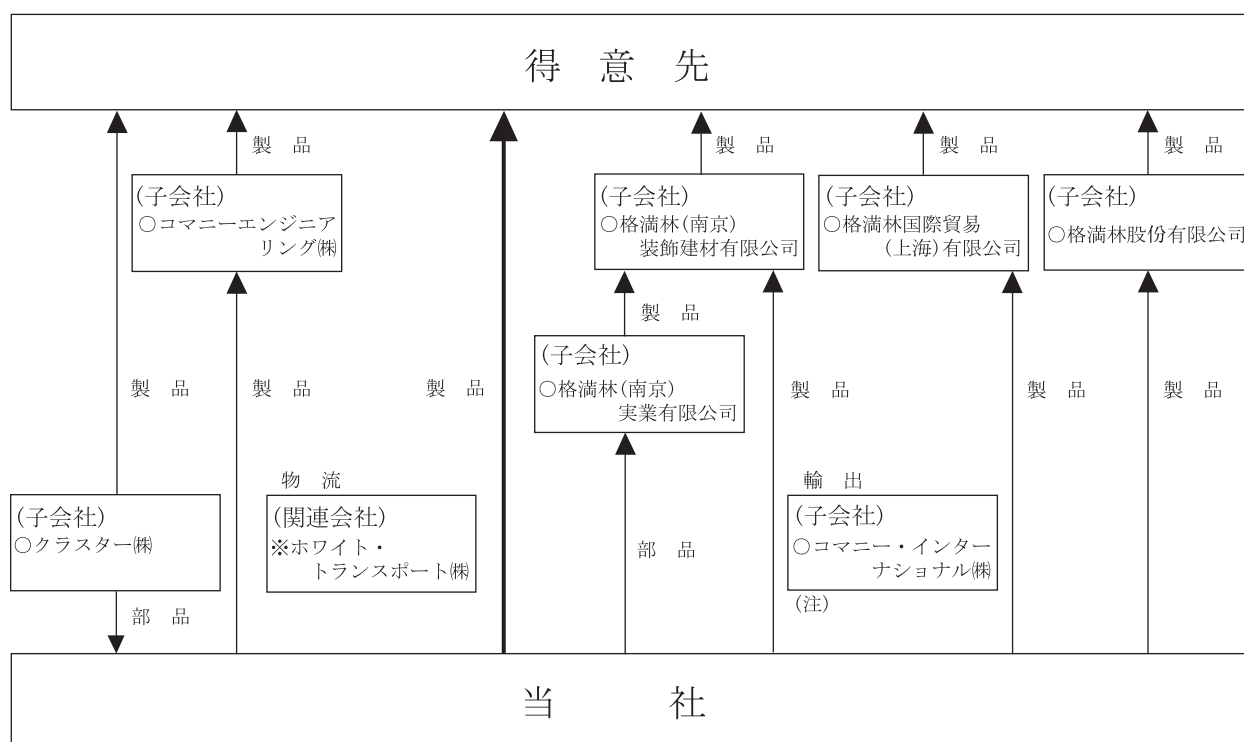 得 意 先
製 品
製 品
製 品
製 品
(子会社)
○コマニーエンジニア
リング㈱
(子会社)
○格満林(南京)
装飾建材有限公司
(子会社)
○格満林国際貿易
(上海)有限公司
(子会社)
○格満林股份有限公司
製 品
(子会社)
○格満林(南京)
実業有限公司
製 品
製 品
製 品
製 品
製 品
製 品
(子会社)
○クラスター㈱
物 流
(関連会社)
※ホワイト・
トランスポート㈱
部 品
輸 出
(子会社)
○コマニー・インター
ナショナル㈱
(注)
部 品
当 社